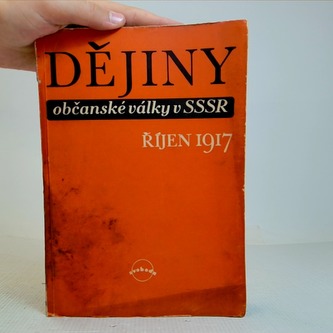 DĚJINY
občanské války v SSSR
ŘÍJEN 1917
svoboda